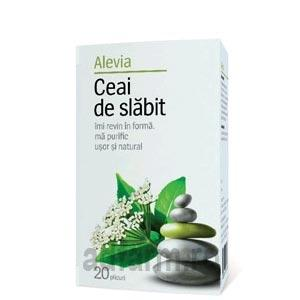 Alevia
Ceai
de slăbit
îmi revin în formă.
mă purific
ușor și natural
20 plicuri